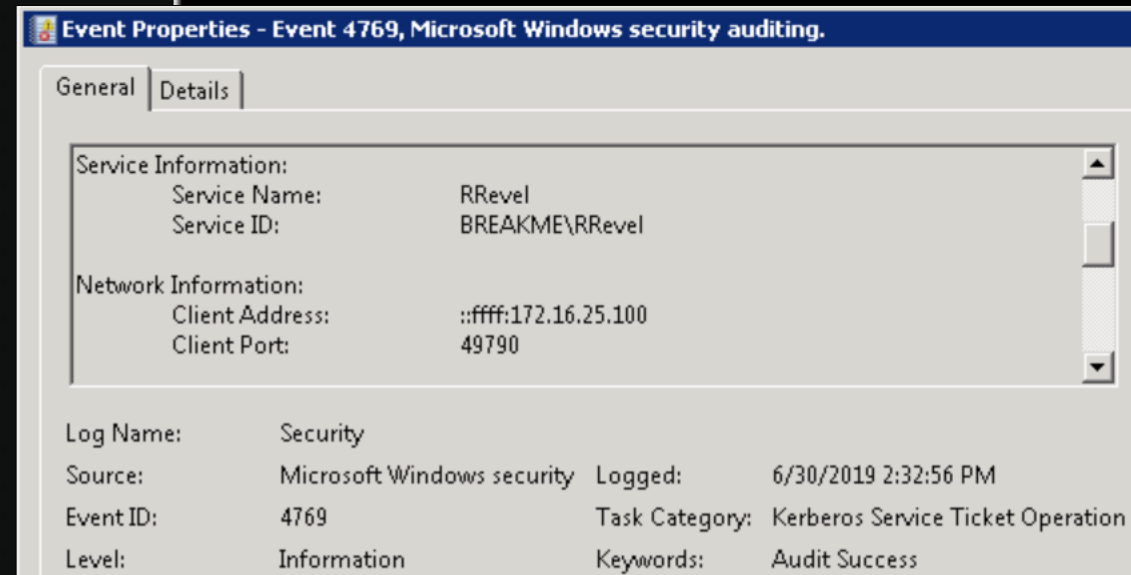 Event Properties - Event 4769, Microsoft Windows security auditing.
General Details
Service Information:
Service Name: RRevel
Service ID: BREAKME\RRevel
Network Information:
Client Address: ::ffff:172.16.25.100
Client Port: 49790
Log Name: Security
Source: Microsoft Windows security Logged: 6/30/2019 2:32:56 PM
Event ID: 4769 Task Category: Kerberos Service Ticket Operation
Level: Information Keywords: Audit Success